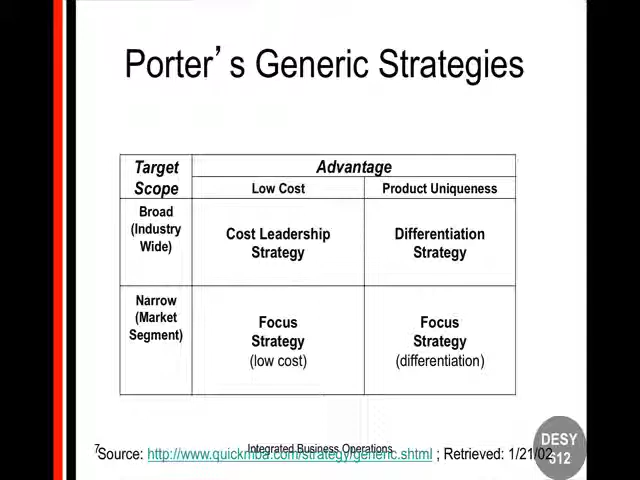 Porter's Generic Strategies
Target Scope
Advantage
Low Cost
Product Uniqueness
Broad
(Industry
Wide)
Cost Leadership
Strategy
Differentiation
Strategy
Narrow
(Market
Segment)
Focus
Strategy
(low cost)
Focus
Strategy
(differentiation)
7
Integrated Business Operations
Source: http://www.quickmba.com/strategy/generic.shtml ; Retrieved: 1/21/02
DESY
612